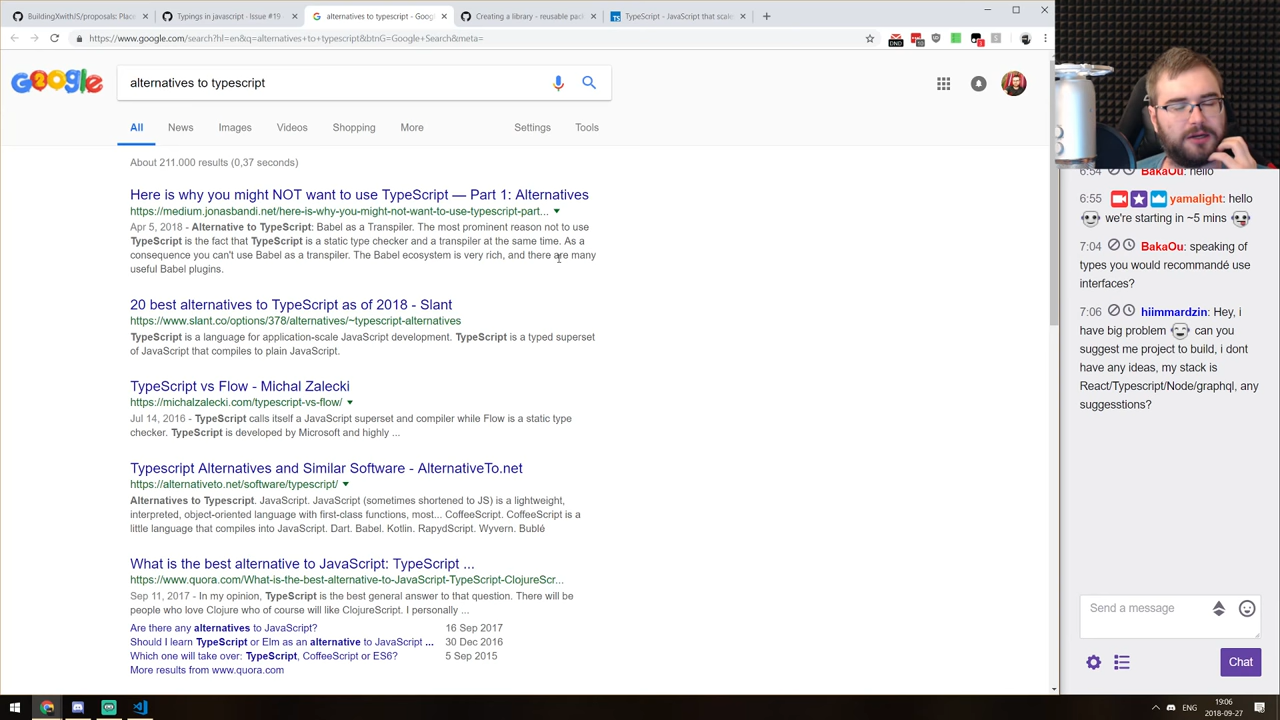 BuildingXwithJS/proposals: Plac
Typings in javascript · Issue #19
alternatives to typescript - Goog
Creating a library - reusable pac
TypeScript - JavaScript that scale
https://www.google.com/search?hl=en&q=alternatives+to+typescript&btnG=Google+Search&meta=
DND
Google
alternatives to typescript
All
News
Images
Videos
Shopping
More
Settings
Tools
About 211.000 results (0,37 seconds)
Here is why you might NOT want to use TypeScript — Part 1: Alternatives
https://medium.jonasbandi.net/here-is-why-you-might-not-want-to-use-typescript-part...
Apr 5, 2018 - Alternative to TypeScript: Babel as a Transpiler. The most prominent reason not to use
TypeScript is the fact that TypeScript is a static type checker and a transpiler at the same time. As a
consequence you can't use Babel as a transpiler. The Babel ecosystem is very rich, and there are many
useful Babel plugins.
20 best alternatives to TypeScript as of 2018 - Slant
https://www.slant.co/options/378/alternatives/~typescript-alternatives
TypeScript is a language for application-scale JavaScript development. TypeScript is a typed superset
of JavaScript that compiles to plain JavaScript.
TypeScript vs Flow - Michal Zalecki
https://michalzalecki.com/typescript-vs-flow/
Jul 14, 2016 - TypeScript calls itself a JavaScript superset and compiler while Flow is a static type
checker. TypeScript is developed by Microsoft and highly ...
Typescript Alternatives and Similar Software - AlternativeTo.net
https://alternativeto.net/software/typescript/
Alternatives to Typescript. JavaScript. JavaScript (sometimes shortened to JS) is a lightweight,
interpreted, object-oriented language with first-class functions, most... CoffeeScript. CoffeeScript is a
little language that compiles into JavaScript. Dart. Babel. Kotlin. RapydScript. Wyvern. Bublé
What is the best alternative to JavaScript: TypeScript ...
https://www.quora.com/What-is-the-best-alternative-to-JavaScript-TypeScript-ClojureScr...
Sep 11, 2017 - In my opinion, TypeScript is the best general answer to that question. There will be
people who love Clojure who of course will like ClojureScript. I personally ...
Are there any alternatives to JavaScript? 16 Sep 2017
Should I learn TypeScript or Elm as an alternative to JavaScript ... 30 Dec 2016
Which one will take over: TypeScript, CoffeeScript or ES6? 5 Sep 2015
More results from www.quora.com
6:54 BakaOu: hello
6:55 yamalight: hello
we're starting in ~5 mins
7:04 BakaOu: speaking of
types you would recommandé use
interfaces?
7:06 hiimmardzin: Hey, i
have big problem can you
suggest me project to build, i dont
have any ideas, my stack is
React/Typescript/Node/graphql, any
suggesstions?
Send a message
Chat
ENG
19:06
2018-09-27